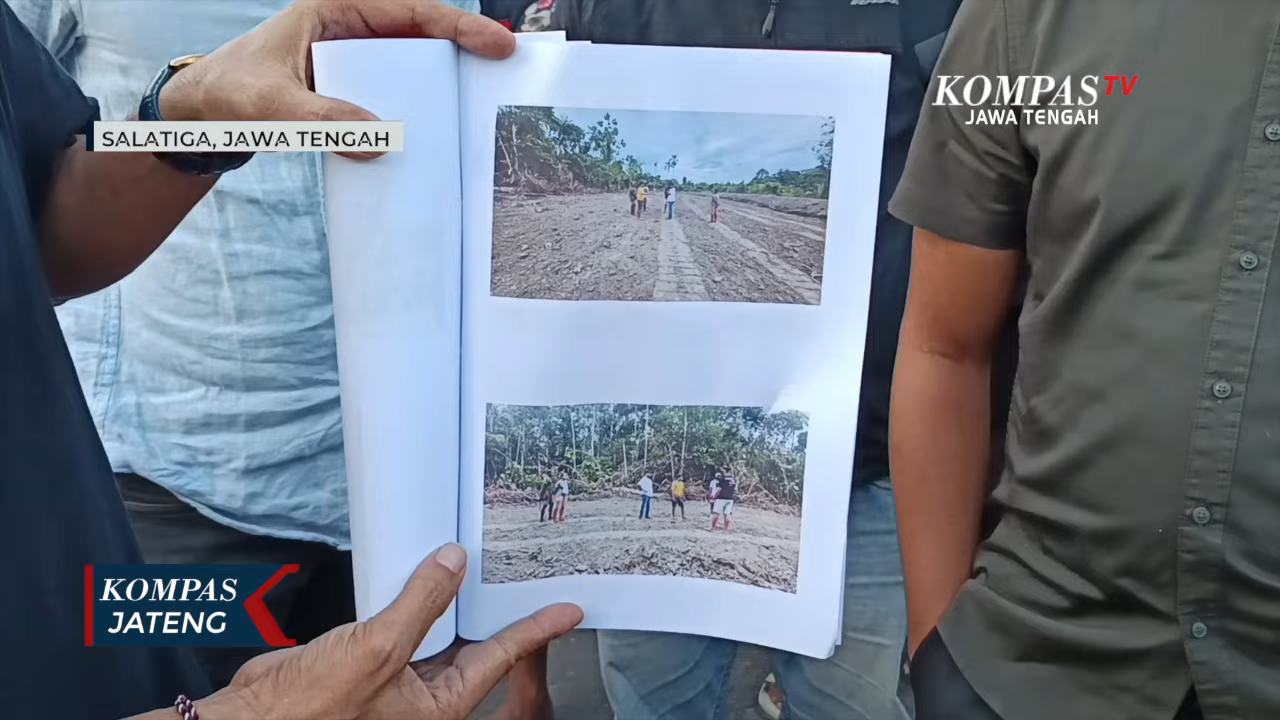 SALATIGA, JAWA TENGAH
KOMPAS TV
JAWA TENGAH
KOMPAS
JATENG